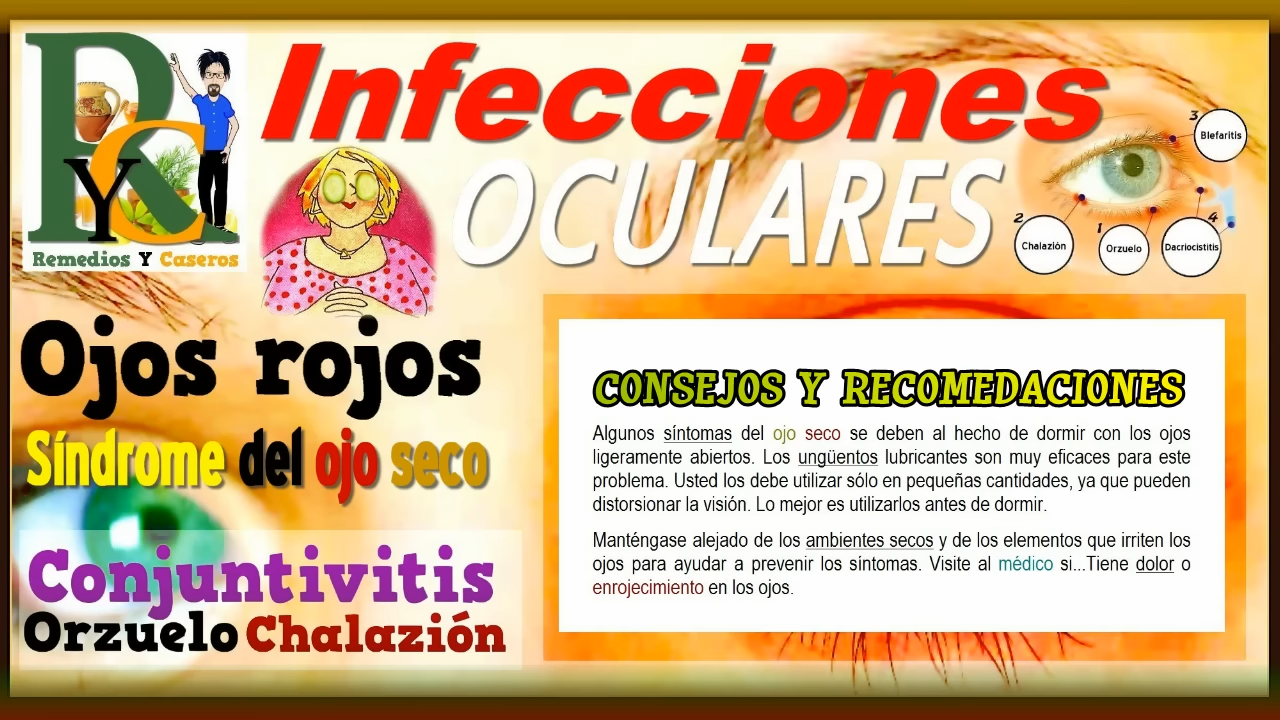 R
Y
C
Remedios Y Caseros
Infecciones
OCULARES
3
Blefaritis
2
Chalazión
1
Orzuelo
4
Dacriocistitis
Ojos rojos
Síndrome del ojo seco
Conjuntivitis
Orzuelo Chalazión
CONSEJOS Y RECOMEDACIONES
Algunos síntomas del ojo seco se deben al hecho de dormir con los ojos
ligeramente abiertos. Los ungüentos lubricantes son muy eficaces para este
problema. Usted los debe utilizar sólo en pequeñas cantidades, ya que pueden
distorsionar la visión. Lo mejor es utilizarlos antes de dormir.
Manténgase alejado de los ambientes secos y de los elementos que irriten los
ojos para ayudar a prevenir los síntomas. Visite al médico si...Tiene dolor o
enrojecimiento en los ojos.